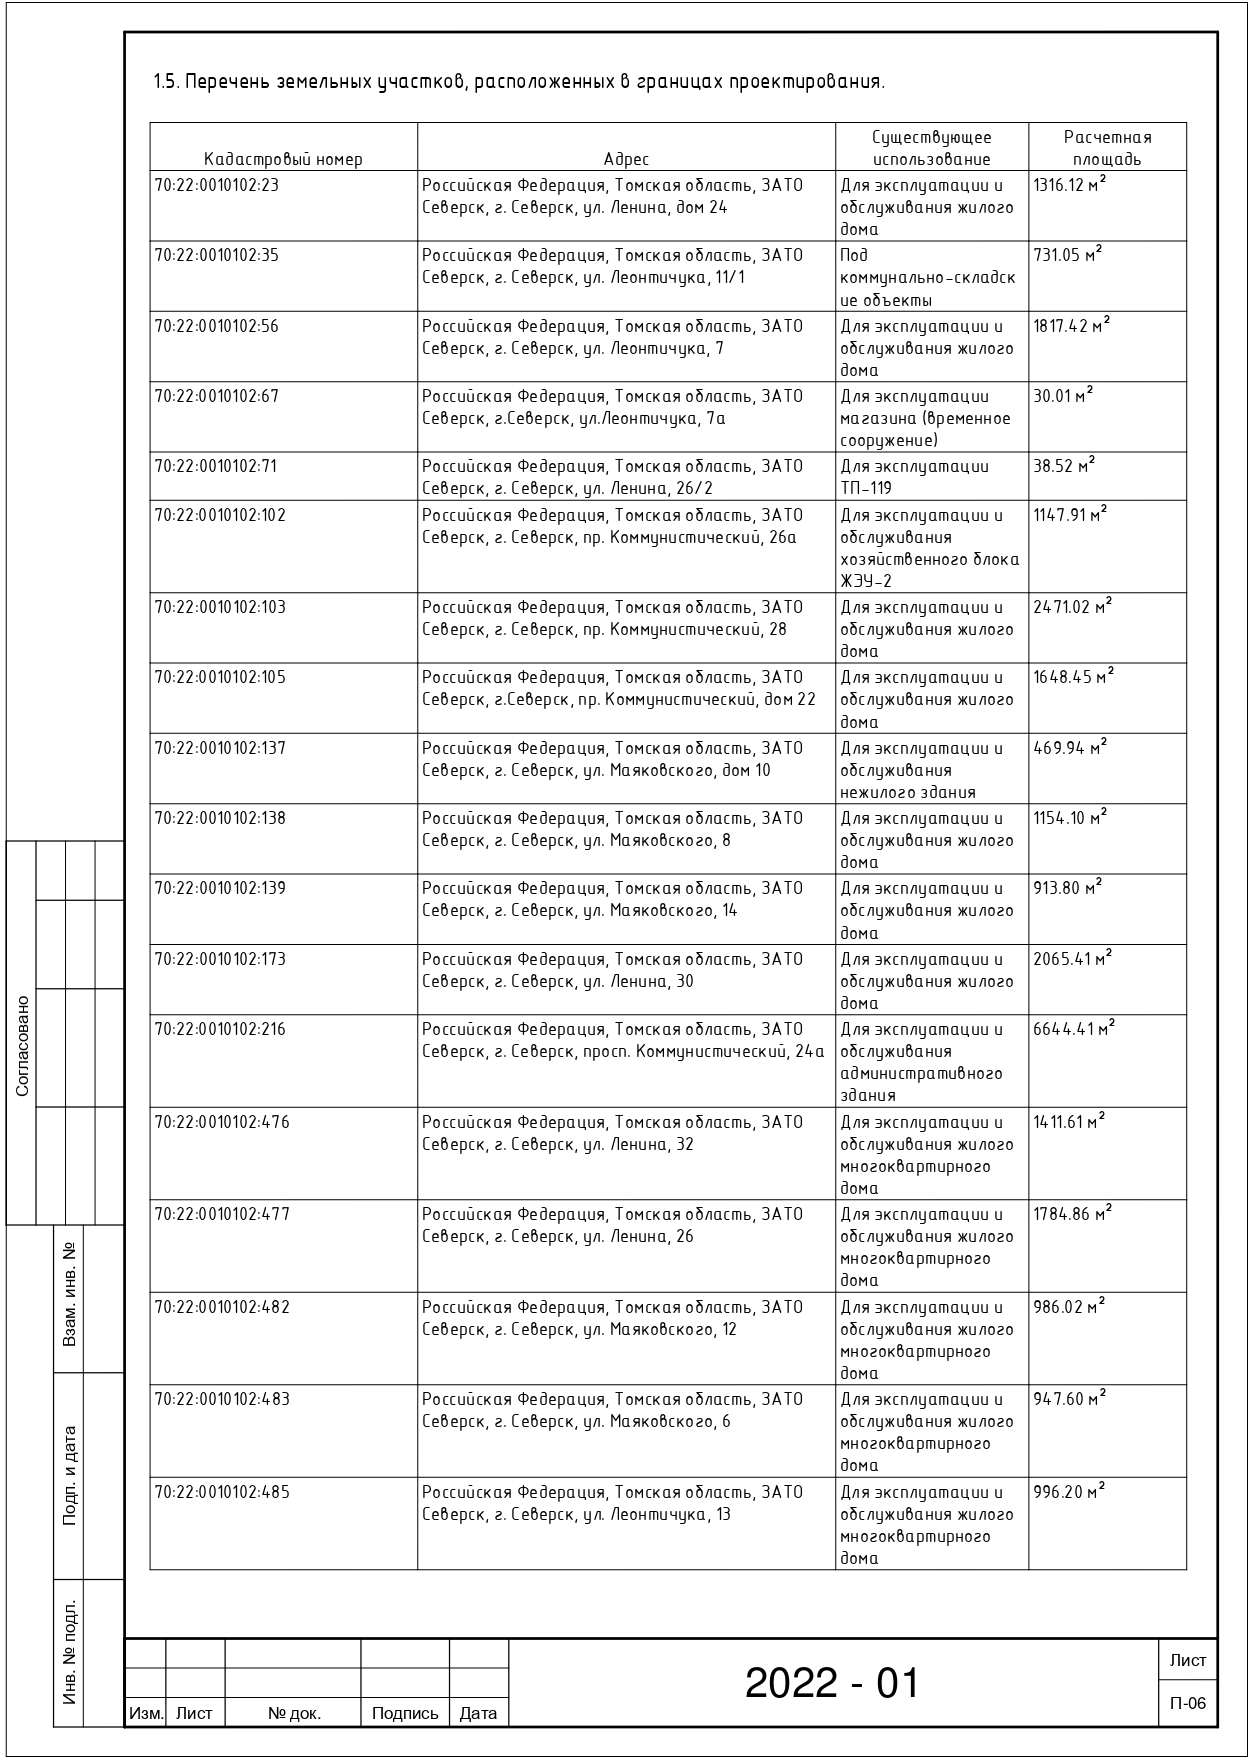 1.5. Перечень земельных участков, расположенных в границах проектирования.
Кадастровый номер
Адрес
Существующее
использование
Расчетная
площадь
70:22:0010102:23
Российская Федерация, Томская область, ЗАТО
Северск, г. Северск, ул. Ленина, дом 24
Для эксплуатации и
обслуживания жилого
дома
1316.12 м²
70:22:0010102:35
Российская Федерация, Томская область, ЗАТО
Северск, г. Северск, ул. Леонтичука, 11/1
Под
коммунально-складск
ие объекты
731.05 м²
70:22:0010102:56
Российская Федерация, Томская область, ЗАТО
Северск, г. Северск, ул. Леонтичука, 7
Для эксплуатации и
обслуживания жилого
дома
1817.42 м²
70:22:0010102:67
Российская Федерация, Томская область, ЗАТО
Северск, г.Северск, ул.Леонтичука, 7а
Для эксплуатации
магазина (временное
сооружение)
30.01 м²
70:22:0010102:71
Российская Федерация, Томская область, ЗАТО
Северск, г. Северск, ул. Ленина, 26/2
Для эксплуатации
ТП-119
38.52 м²
70:22:0010102:102
Российская Федерация, Томская область, ЗАТО
Северск, г. Северск, пр. Коммунистический, 26а
Для эксплуатации и
обслуживания
хозяйственного блока
ЖЭУ-2
1147.91 м²
70:22:0010102:103
Российская Федерация, Томская область, ЗАТО
Северск, г. Северск, пр. Коммунистический, 28
Для эксплуатации и
обслуживания жилого
дома
2471.02 м²
70:22:0010102:105
Российская Федерация, Томская область, ЗАТО
Северск, г.Северск, пр. Коммунистический, дом 22
Для эксплуатации и
обслуживания жилого
дома
1648.45 м²
70:22:0010102:137
Российская Федерация, Томская область, ЗАТО
Северск, г. Северск, ул. Маяковского, дом 10
Для эксплуатации и
обслуживания
нежилого здания
469.94 м²
70:22:0010102:138
Российская Федерация, Томская область, ЗАТО
Северск, г. Северск, ул. Маяковского, 8
Для эксплуатации и
обслуживания жилого
дома
1154.10 м²
70:22:0010102:139
Российская Федерация, Томская область, ЗАТО
Северск, г. Северск, ул. Маяковского, 14
Для эксплуатации и
обслуживания жилого
дома
913.80 м²
70:22:0010102:173
Российская Федерация, Томская область, ЗАТО
Северск, г. Северск, ул. Ленина, 30
Для эксплуатации и
обслуживания жилого
дома
2065.41 м²
70:22:0010102:216
Российская Федерация, Томская область, ЗАТО
Северск, г. Северск, просп. Коммунистический, 24а
Для эксплуатации и
обслуживания
административного
здания
6644.41 м²
70:22:0010102:476
Российская Федерация, Томская область, ЗАТО
Северск, г. Северск, ул. Ленина, 32
Для эксплуатации и
обслуживания жилого
многоквартирного
дома
1411.61 м²
70:22:0010102:477
Российская Федерация, Томская область, ЗАТО
Северск, г. Северск, ул. Ленина, 26
Для эксплуатации и
обслуживания жилого
многоквартирного
дома
1784.86 м²
70:22:0010102:482
Российская Федерация, Томская область, ЗАТО
Северск, г. Северск, ул. Маяковского, 12
Для эксплуатации и
обслуживания жилого
многоквартирного
дома
986.02 м²
70:22:0010102:483
Российская Федерация, Томская область, ЗАТО
Северск, г. Северск, ул. Маяковского, 6
Для эксплуатации и
обслуживания жилого
многоквартирного
дома
947.60 м²
70:22:0010102:485
Российская Федерация, Томская область, ЗАТО
Северск, г. Северск, ул. Леонтичука, 13
Для эксплуатации и
обслуживания жилого
многоквартирного
дома
996.20 м²
Согласовано
Взам. инв. №
Подп. и дата
Инв. № подл.
Изм.
Лист
№ док.
Подпись
Дата
2022 - 01
Лист
П-06